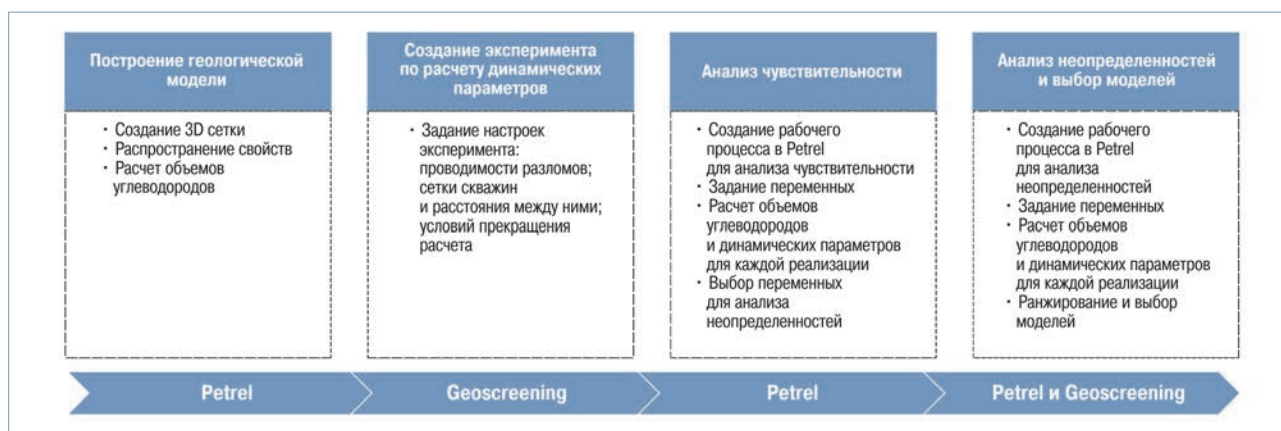 Построение геологической
модели
· Создание 3D сетки
· Распространение свойств
· Расчет объемов
углеводородов
Создание эксперимента
по расчету динамических
параметров
· Задание настроек
эксперимента:
проводимости разломов;
сетки скважин
и расстояния между ними;
условий прекращения
расчета
Анализ чувствительности
· Создание рабочего
процесса в Petrel
для анализа чувствительности
· Задание переменных
· Расчет объемов
углеводородов
и динамических параметров
для каждой реализации
· Выбор переменных
для анализа
неопределенностей
Анализ неопределенностей
и выбор моделей
· Создание рабочего
процесса в Petrel
для анализа
неопределенностей
· Задание переменных
· Расчет объемов
углеводородов
и динамических параметров
для каждой реализации
· Ранжирование и выбор
моделей
Petrel
Geoscreening
Petrel
Petrel и Geoscreening